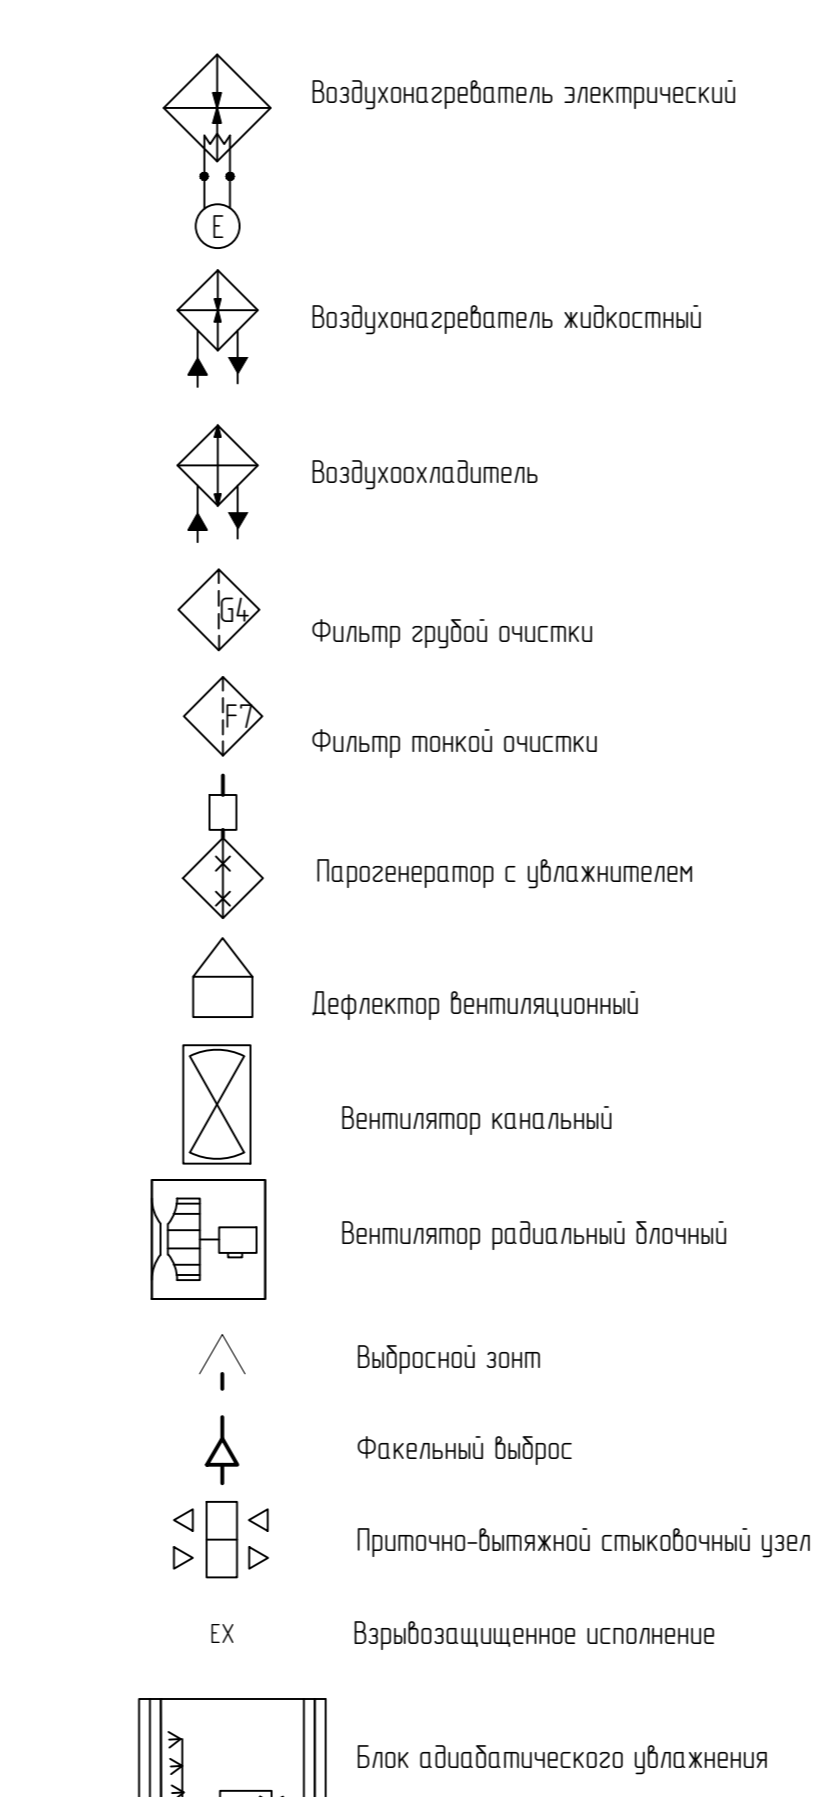 Воздухонагреватель электрический
E
Воздухонагреватель жидкостный
Воздухоохладитель
G4
Фильтр грубой очистки
F7
Фильтр тонкой очистки
Парогенератор с увлажнителем
Дефлектор вентиляционный
Вентилятор канальный
Вентилятор радиальный блочный
Выбросной зонт
Факельный выброс
Приточно-вытяжной стыковочный узел
EX Взрывозащищенное исполнение
Блок адиабатического увлажнения